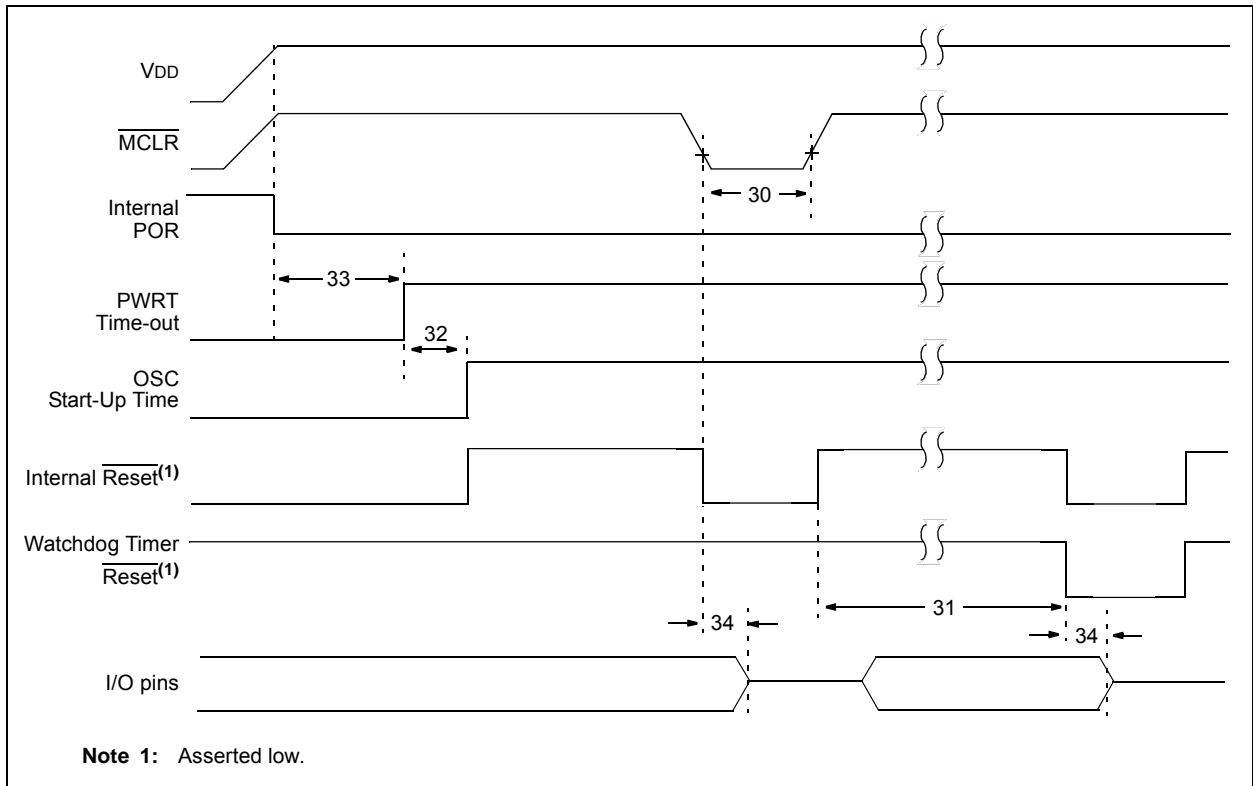 VDD
MCLR
30
Internal
POR
33
PWRT
Time-out
32
OSC
Start-Up Time
Internal Reset(1)
Watchdog Timer
Reset(1)
31
34
34
I/O pins
Note 1: Asserted low.